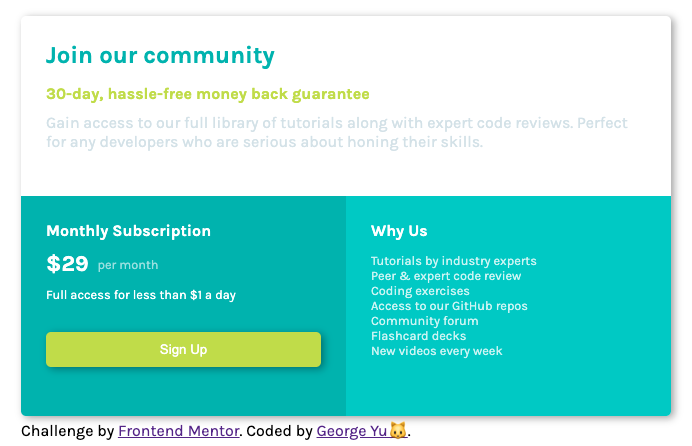 Join our community
30-day, hassle-free money back guarantee
Gain access to our full library of tutorials along with expert code reviews. Perfect
for any developers who are serious about honing their skills.
Monthly Subscription
$29 per month
Full access for less than $1 a day
Sign Up
Why Us
Tutorials by industry experts
Peer & expert code review
Coding exercises
Access to our GitHub repos
Community forum
Flashcard decks
New videos every week
Challenge by Frontend Mentor. Coded by George Yu🐱.